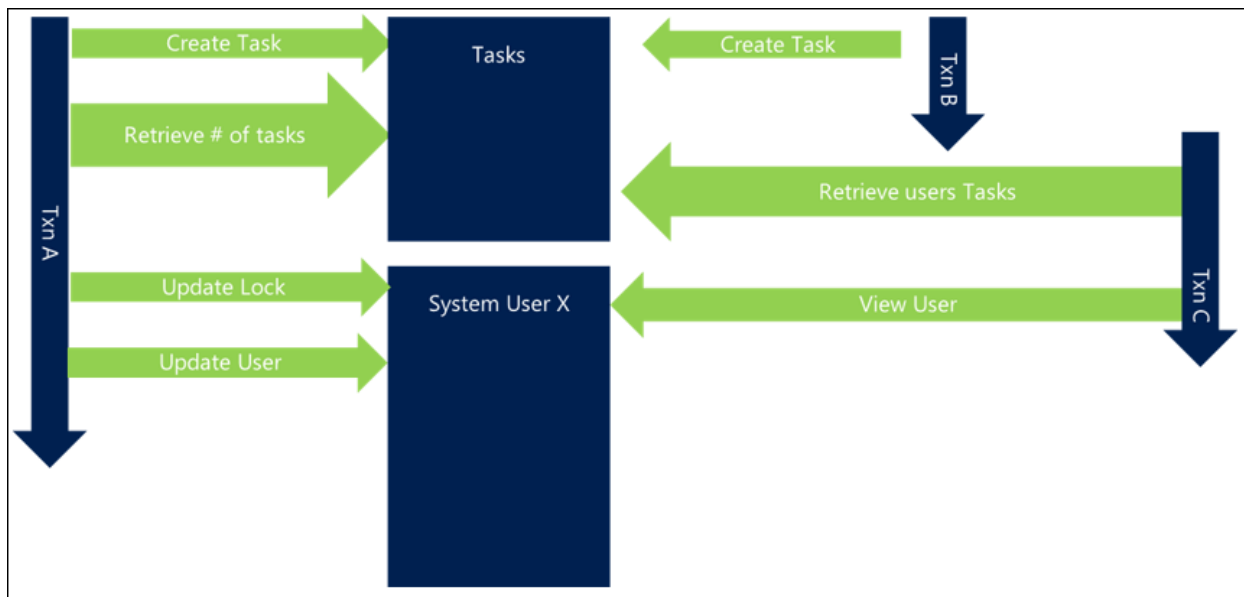 Create Task
Tasks
Create Task
Txn B
Retrieve # of tasks
Retrieve users Tasks
Txn A
Txn C
Update Lock
System User X
View User
Update User